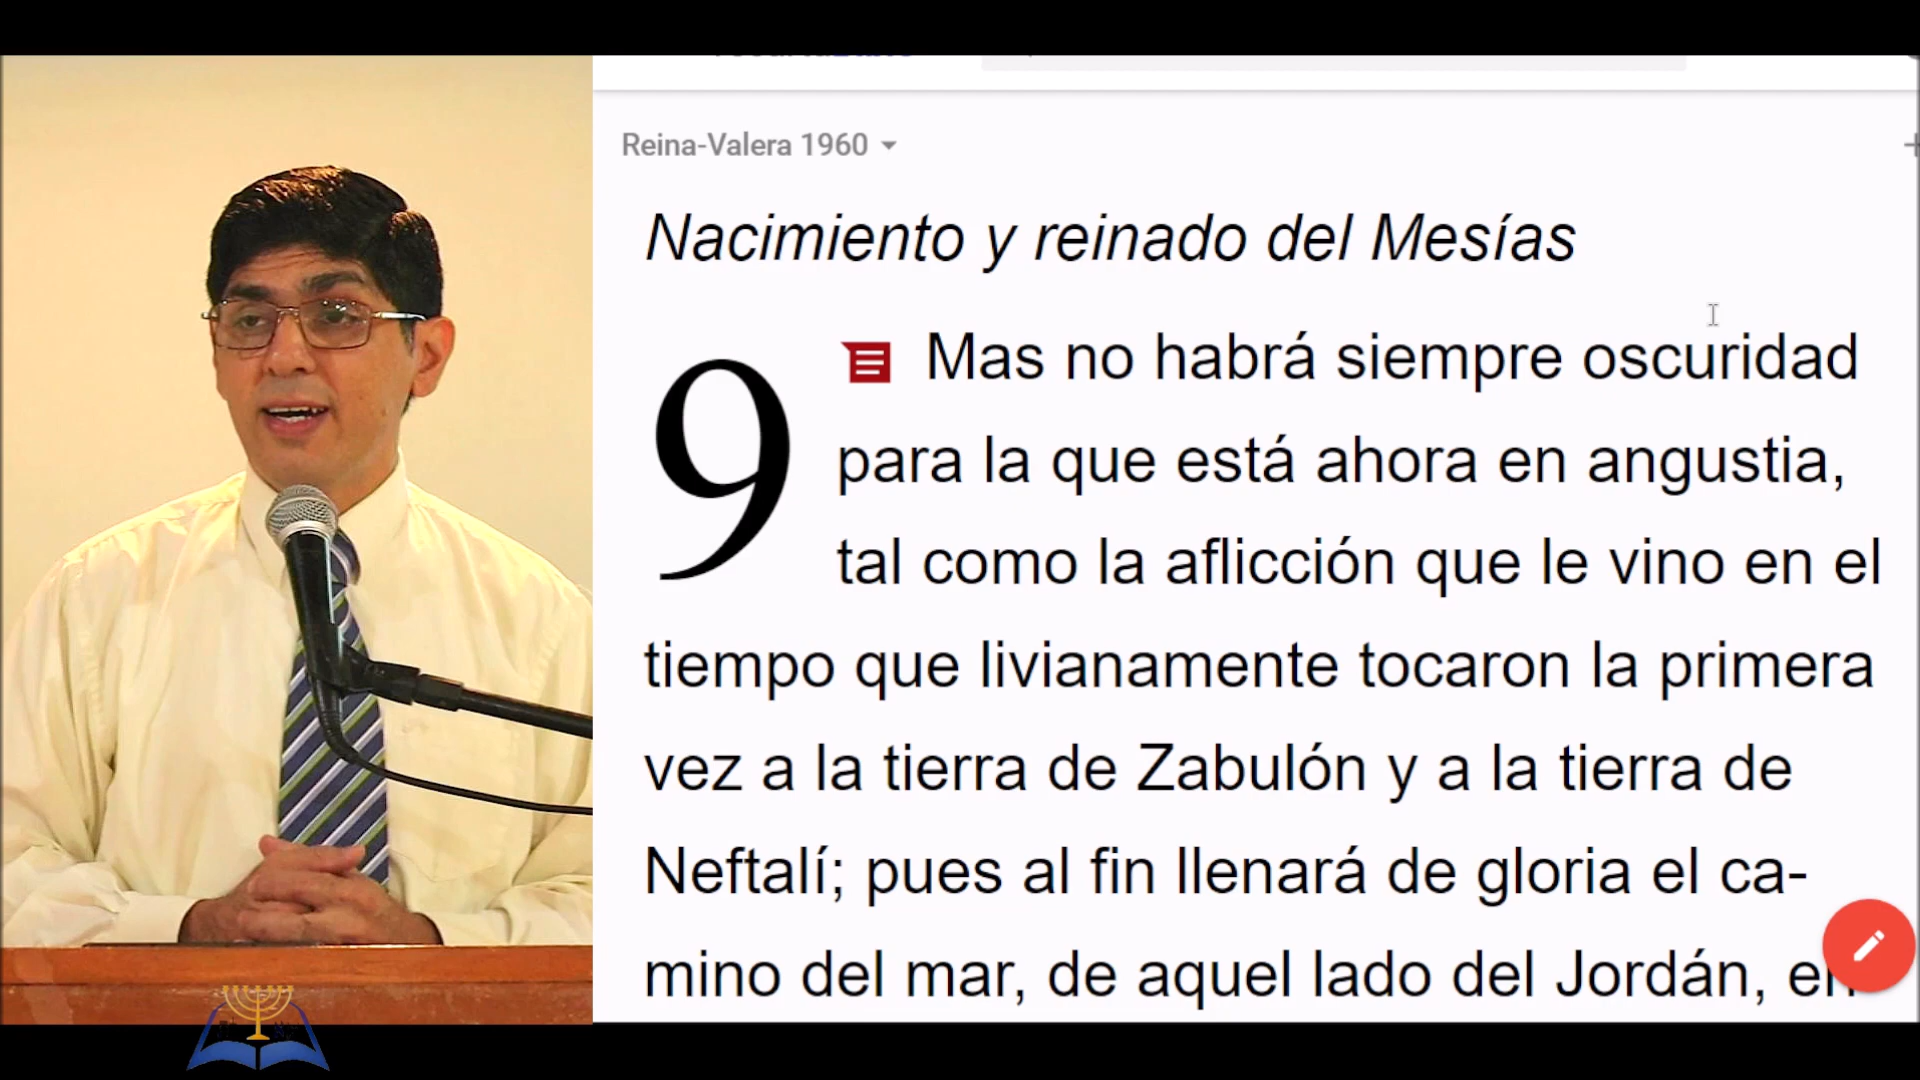 Reina-Valera 1960
Nacimiento y reinado del Mesías
9 Mas no habrá siempre oscuridad
para la que está ahora en angustia,
tal como la aflicción que le vino en el
tiempo que livianamente tocaron la primera
vez a la tierra de Zabulón y a la tierra de
Neftalí; pues al fin llenará de gloria el ca-
mino del mar, de aquel lado del Jordán, en